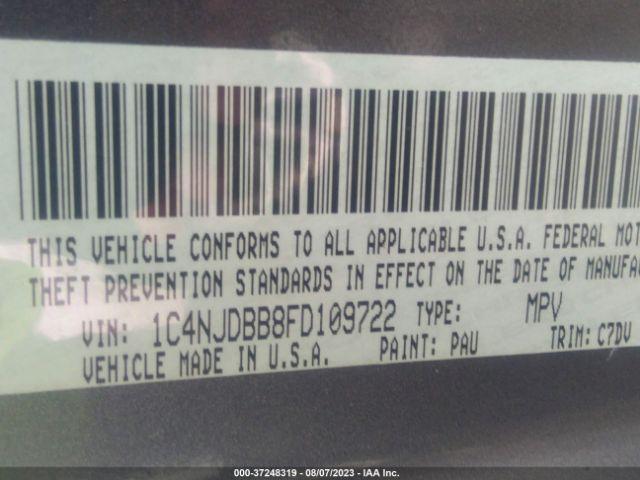 THIS VEHICLE CONFORMS TO ALL APPLICABLE U.S.A. FEDERAL MOT
THEFT PREVENTION STANDARDS IN EFFECT ON THE DATE OF MANUFA
VIN: 1C4NJDBB8FD109722 TYPE: MPV
VEHICLE MADE IN U.S.A. PAINT: PAU TRIM: C7DV
000-37248319 - 08/07/2023 - IAA Inc.